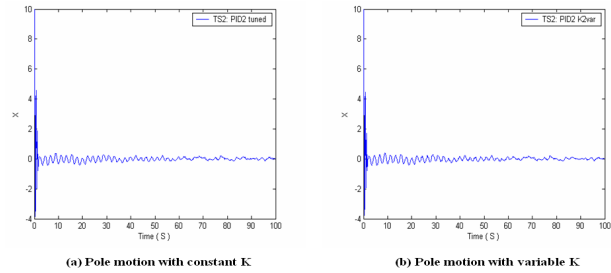 10
8
6
4
2
0
-2
-4
X
0 10 20 30 40 50 60 70 80 90 100
Time ( S )
TS2: PID2 tuned
(a) Pole motion with constant K
10
8
6
4
2
0
-2
-4
X
0 10 20 30 40 50 60 70 80 90 100
Time ( S )
TS2: PID2 K2var
(b) Pole motion with variable K